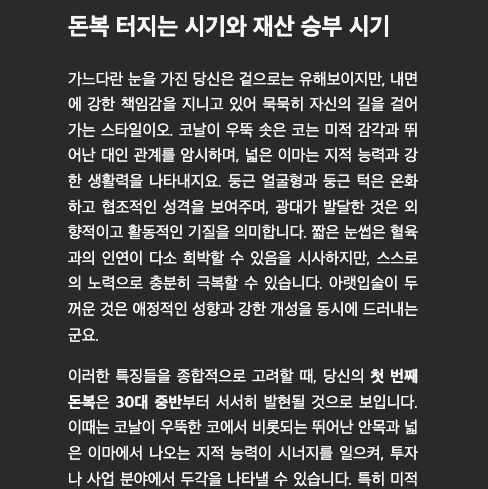 돈복 터지는 시기와 재산 승부 시기
가느다란 눈을 가진 당신은 겉으로는 유해보이지만, 내면
에 강한 책임감을 지니고 있어 묵묵히 자신의 길을 걸어
가는 스타일이오. 코날이 우뚝 솟은 코는 미적 감각과 뛰
어난 대인 관계를 암시하며, 넓은 이마는 지적 능력과 강
한 생활력을 나타내지요. 둥근 얼굴형과 둥근 턱은 온화
하고 협조적인 성격을 보여주며, 광대가 발달한 것은 외
향적이고 활동적인 기질을 의미합니다. 짧은 눈썹은 혈육
과의 인연이 다소 희박할 수 있음을 시사하지만, 스스로
의 노력으로 충분히 극복할 수 있습니다. 아랫입술이 두
꺼운 것은 애정적인 성향과 강한 개성을 동시에 드러내는
군요.
이러한 특징들을 종합적으로 고려할 때, 당신의 첫 번째
돈복은 30대 중반부터 서서히 발현될 것으로 보입니다.
이때는 코날이 우뚝한 코에서 비롯되는 뛰어난 안목과 넓
은 이마에서 나오는 지적 능력이 시너지를 일으켜, 투자
나 사업 분야에서 두각을 나타낼 수 있습니다. 특히 미적